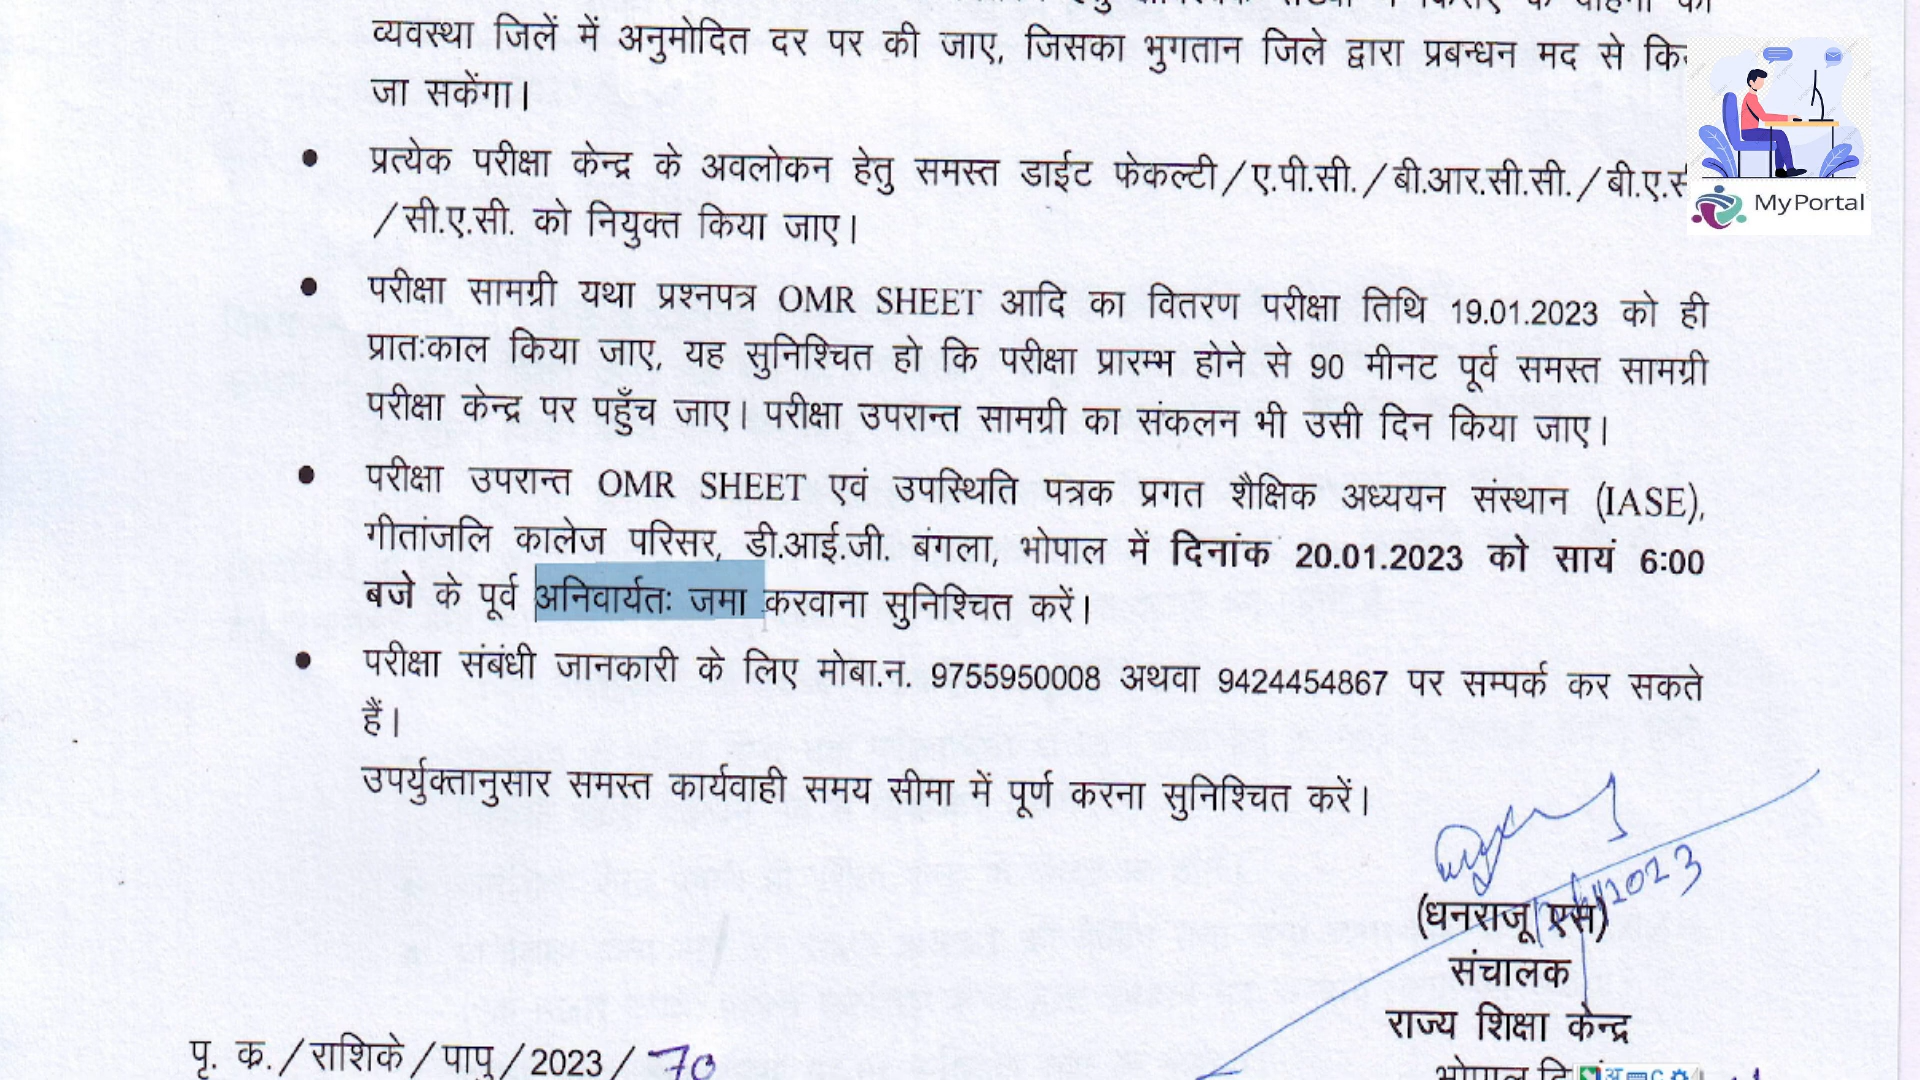 व्यवस्था जिलें में अनुमोदित दर पर की जाए, जिसका भुगतान जिले द्वारा प्रबन्धन मद से
जा सकेंगा।
• प्रत्येक परीक्षा केन्द्र के अवलोकन हेतु समस्त डाईट फेकल्टी/ए.पी.सी./बी.आर.सी.सी./बी.ए.
/सी.ए.सी. को नियुक्त किया जाए।
MyPortal
• परीक्षा सामग्री यथा प्रश्नपत्र OMR SHEET आदि का वितरण परीक्षा तिथि 19.01.2023 को ही
प्रातःकाल किया जाए, यह सुनिश्चित हो कि परीक्षा प्रारम्भ होने से 90 मीनट पूर्व समस्त सामग्री
परीक्षा केन्द्र पर पहुँच जाए। परीक्षा उपरान्त सामग्री का संकलन भी उसी दिन किया जाए।
• परीक्षा उपरान्त OMR SHEET एवं उपस्थिति पत्रक प्रगत शैक्षिक अध्ययन संस्थान (IASE),
गीतांजलि कालेज परिसर, डी.आई.जी. बंगला, भोपाल में दिनांक 20.01.2023 को सायं 6:00
बजे के पूर्व अनिवार्यतः जमा करवाना सुनिश्चित करें।
• परीक्षा संबंधी जानकारी के लिए मोबा.न. 9755950008 अथवा 9424454867 पर सम्पर्क कर सकते
हैं।
उपर्युक्तानुसार समस्त कार्यवाही समय सीमा में पूर्ण करना सुनिश्चित करें।
(धनराजू एस)
संचालक
राज्य शिक्षा केन्द्र
पृ. क./राशिके/पापु/2023/70